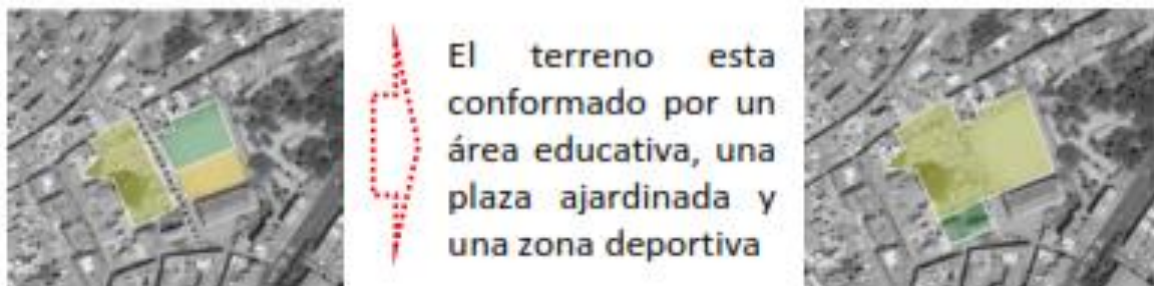 El terreno esta
conformado por un
área educativa, una
plaza ajardinada y
una zona deportiva